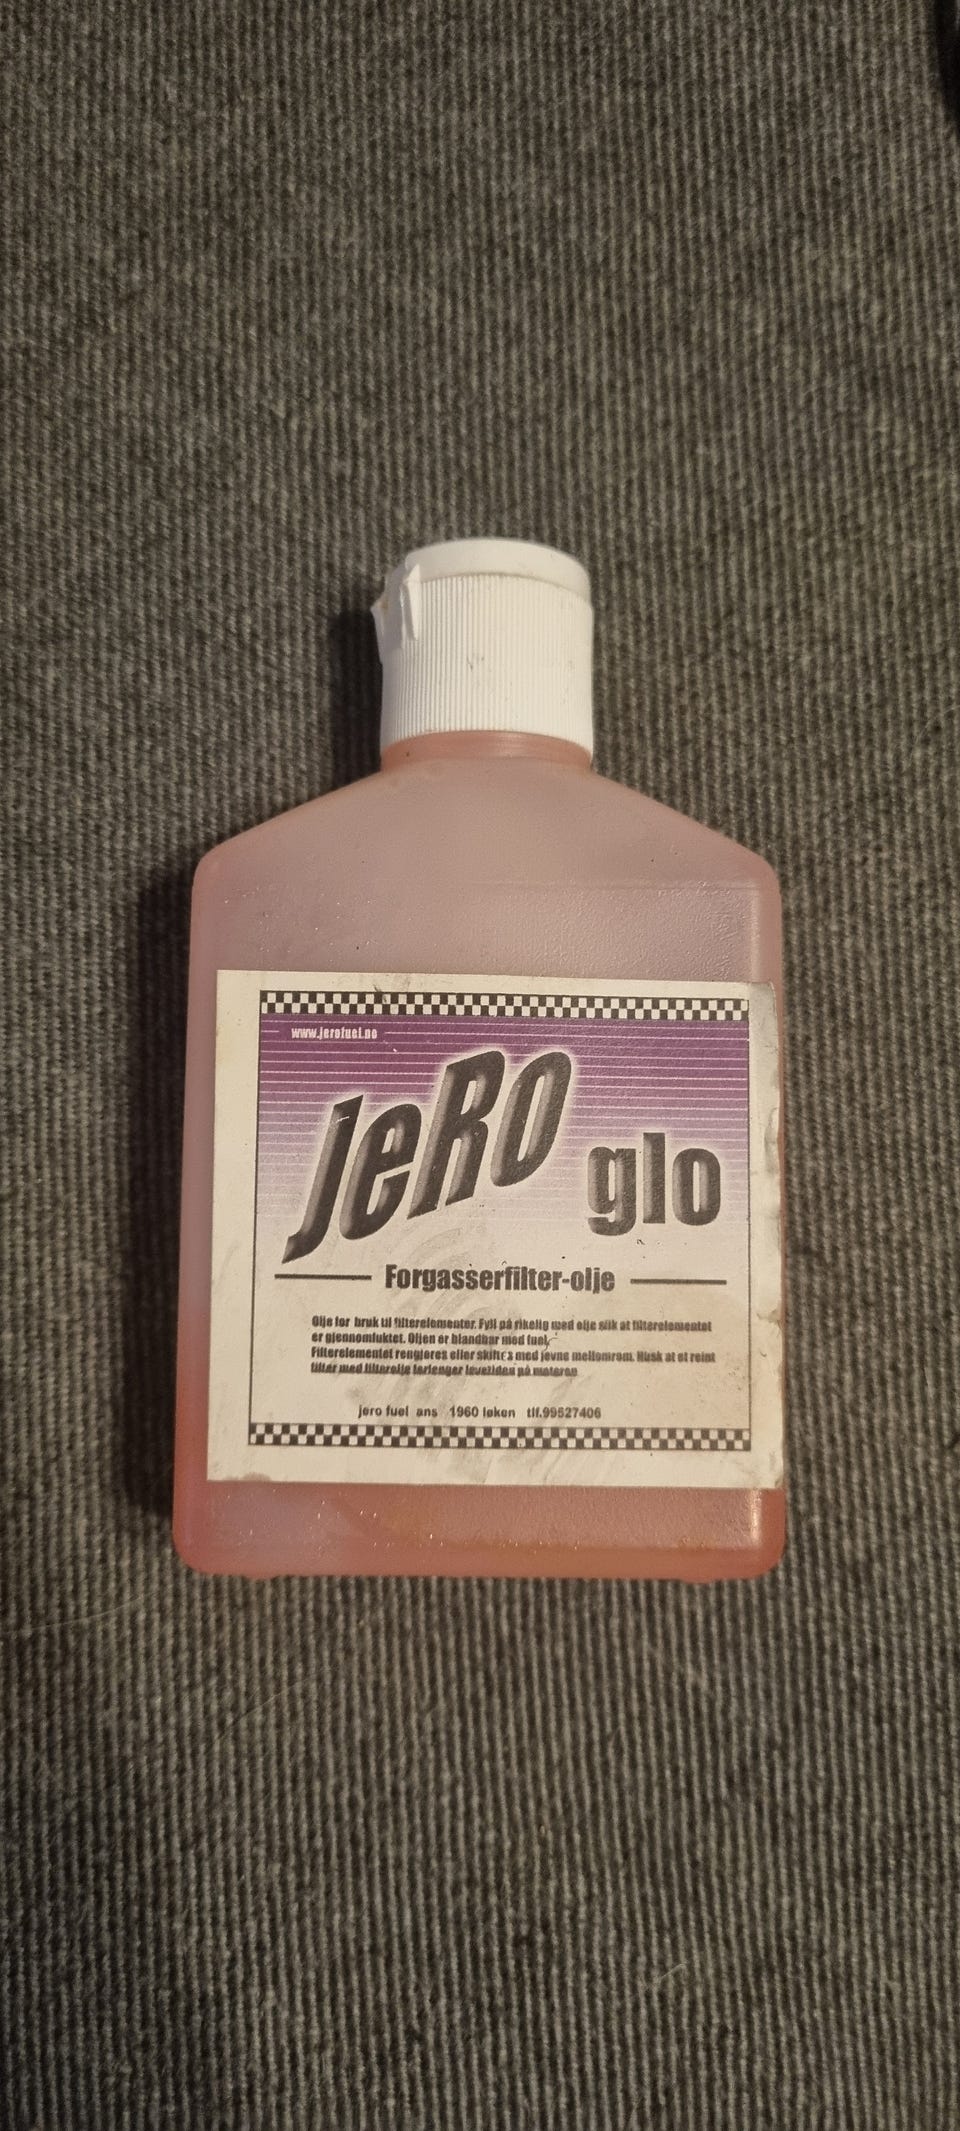 www.jerofuel.no
JeRO glo
Forgasserfilter-olje
Olje for bruk til filterelementer. Fyll på rikelig med olje slik at filterelementet
er gjennomfuktet. Oljen er blandbar med fuel.
Filterelementet rengjøres eller skiftes med jevne mellomrom. Husk at et reint
filter med filterolje forlenger levetiden på motoren
jero fuel ans 1960 løken tlf.99527406